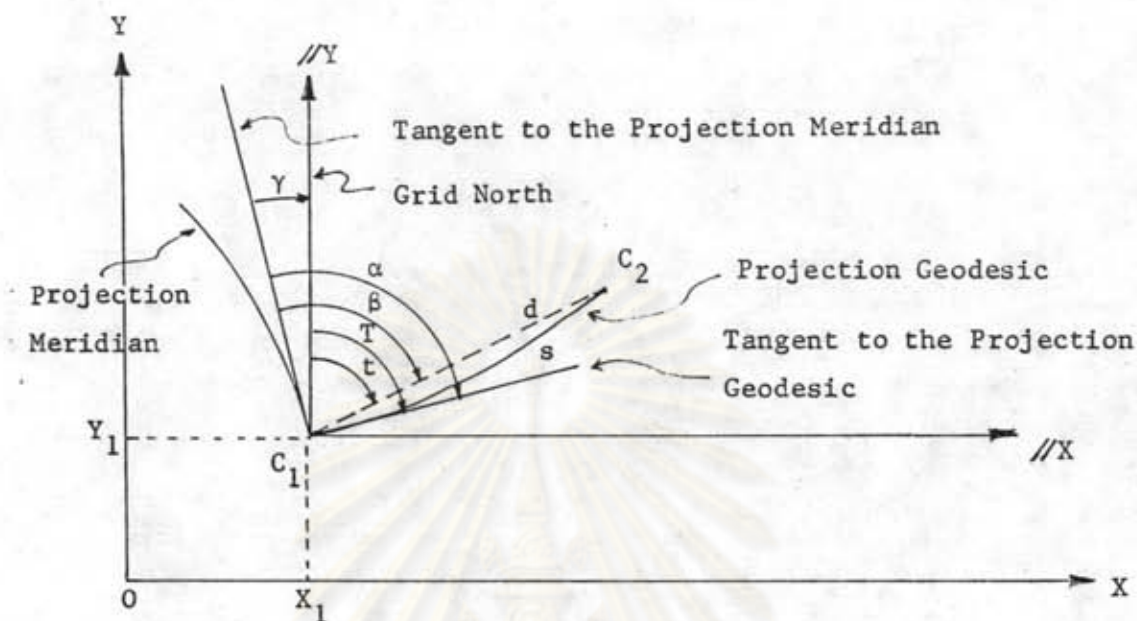 Y
//Y
Tangent to the Projection Meridian
γ
Grid North
α
β
T
t
C2
d
s
Projection Geodesic
Projection
Meridian
Tangent to the Projection
Geodesic
Y1
C1
//X
O
X1
X